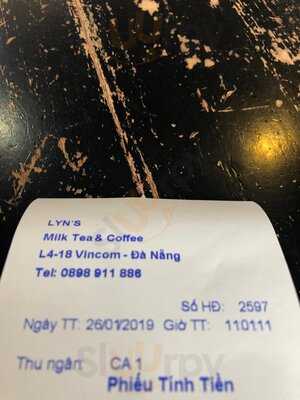 LYN'S
Milk Tea & Coffee
L4-18 Vincom - Đà Nẵng
Tel: 0898 911 886
Số HĐ: 2597
Ngày TT: 26/01/2019 Giờ TT: 110111
Thu ngân: CA 1
Phiếu Tính Tiền
sluurpy